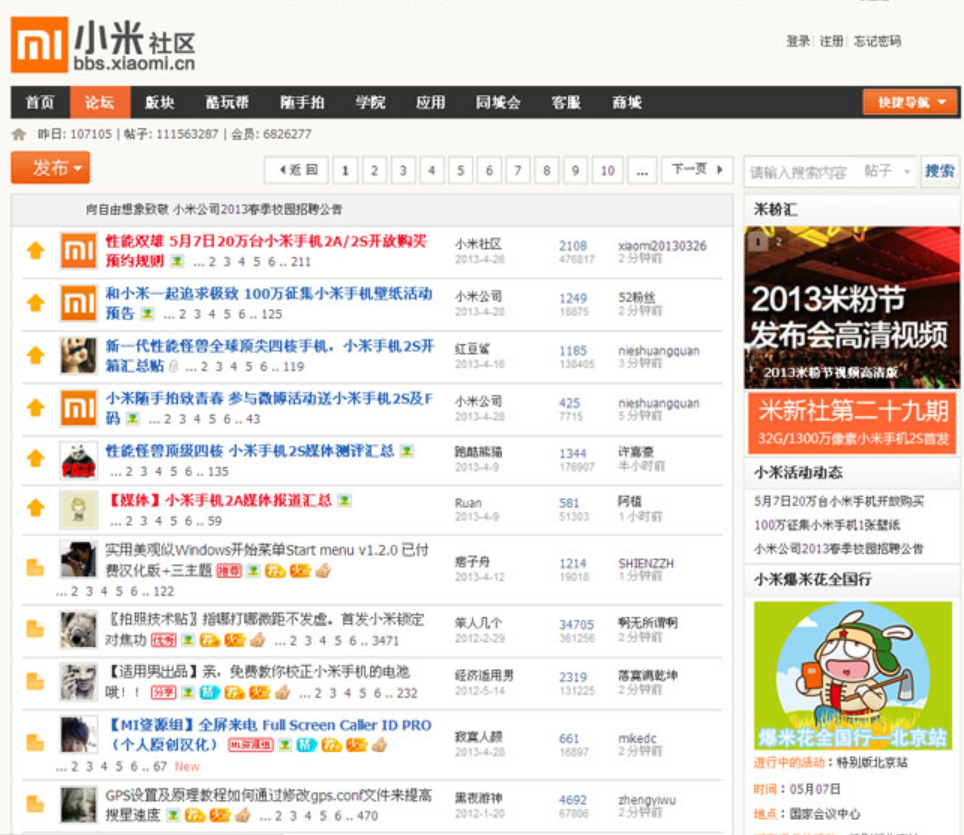 小米社区
bbs.xiaomi.cn
登录 | 注册 | 忘记密码
首页 论坛 版块 酷玩帮 随手拍 学院 应用 同城会 客服 商城 快捷导航
昨日: 107105 | 帖子: 111563287 | 会员: 6826277
发布 返回 1 2 3 4 5 6 7 8 9 10 ... 下一页 请输入搜索内容 帖子 搜索
向自由想象致敬 小米公司2013春季校园招聘公告
性能双雄 5月7日20万台小米手机2A/2S开放购买
预约规则 ... 2 3 4 5 6 .. 211
小米社区 2108 xiaomi20130326
2013-4-26 476817 2分钟前
和小米一起追求极致 100万征集小米手机壁纸活动
预告 ... 2 3 4 5 6 .. 125
小米公司 1249 52粉丝
2013-4-28 18875 2分钟前
新一代性能怪兽全球顶尖四核手机，小米手机2S开
箱汇总贴 ... 2 3 4 5 6 .. 119
红豆鲨 1185 nieshuangquan
2013-4-16 138405 3分钟前
小米随手拍致青春 参与微博活动送小米手机2S及F
码 ... 2 3 4 5 6 .. 43
小米公司 425 nieshuangquan
2013-4-28 7715 5分钟前
性能怪兽顶级四核 小米手机2S媒体测评汇总
... 2 3 4 5 6 .. 135
跑酷熊猫 1344 许嘉豪
2013-4-9 176907 半小时前
【媒体】小米手机2A媒体报道汇总
... 2 3 4 5 6 .. 59
Ruan 581 阿植
2013-4-9 51303 1小时前
实用美观似Windows开始菜单Start menu v1.2.0 已付
费汉化版+三主题 推荐
... 2 3 4 5 6 .. 122
痞子舟 1214 SHIENZZH
2013-4-12 19018 1分钟前
〖拍照技术贴〗指哪打哪微距不发虚。首发小米锁定
对焦功 优秀 ... 2 3 4 5 6 .. 3471
笨人几个 34705 啊无所谓啊
2012-2-29 361256 2分钟前
【适用男出品】亲，免费教你校正小米手机的电池
哦！！ 分享 ... 2 3 4 5 6 .. 232
经济适用男 2319 落寞满乾坤
2012-5-14 131225 2分钟前
【MI资源组】全屏来电 Full Screen Caller ID PRO
（个人原创汉化） MI资源组
... 2 3 4 5 6 .. 67 New
寂寞人颜 661 mikedc
2013-4-28 16897 2分钟前
GPS设置及原理教程如何通过修改gps.conf文件来提高
搜星速度 ... 2 3 4 5 6 .. 470
黑夜游神 4692 zhengyiwu
2012-1-20 67806 2分钟前
米粉汇
1 2
2013米粉节
发布会高清视频
2013米粉节视频高清版
米新社第二十九期
32G/1300万像素小米手机2S首发
小米活动动态
5月7日20万台小米手机开放购买
100万征集小米手机1张壁纸
小米公司2013春季校园招聘公告
小米爆米花全国行
爆米花全国行—北京站
进行中的活动：特别版北京站
时间：05月07日
地点：国家会议中心